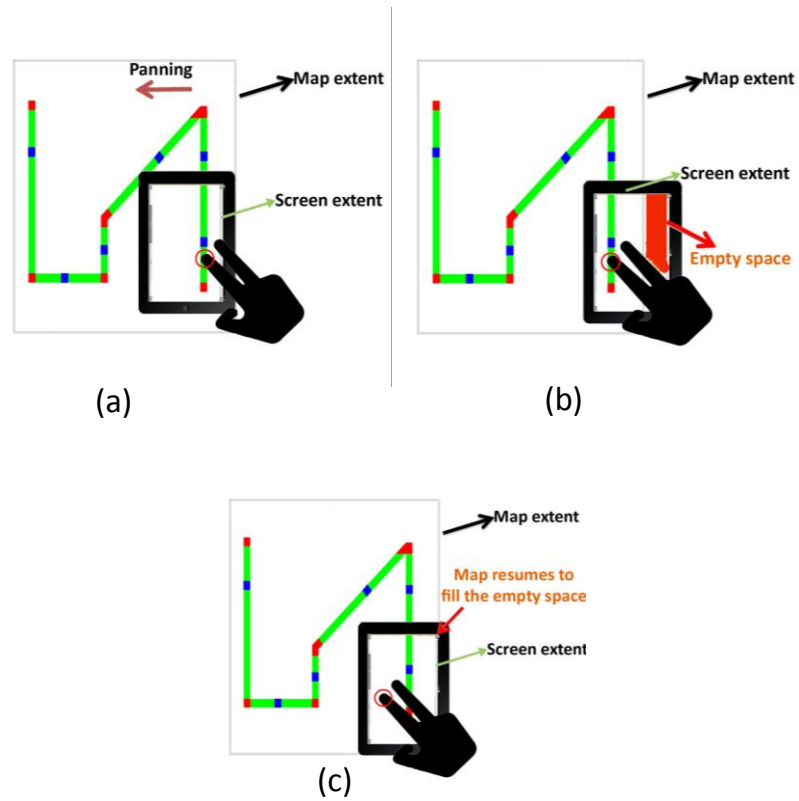 Panning
Map extent
Screen extent
(a)
Map extent
Screen extent
Empty space
(b)
Map extent
Map resumes to
fill the empty space
Screen extent
(c)